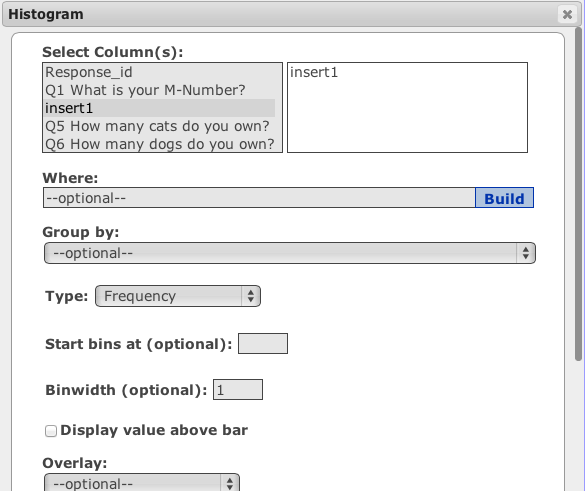 Histogram
Select Column(s):
Response_id
Q1 What is your M-Number?
insert1
Q5 How many cats do you own?
Q6 How many dogs do you own?
insert1
Where:
--optional-- Build
Group by:
--optional--
Type: Frequency
Start bins at (optional):
Binwidth (optional): 1
Display value above bar
Overlay:
--optional--